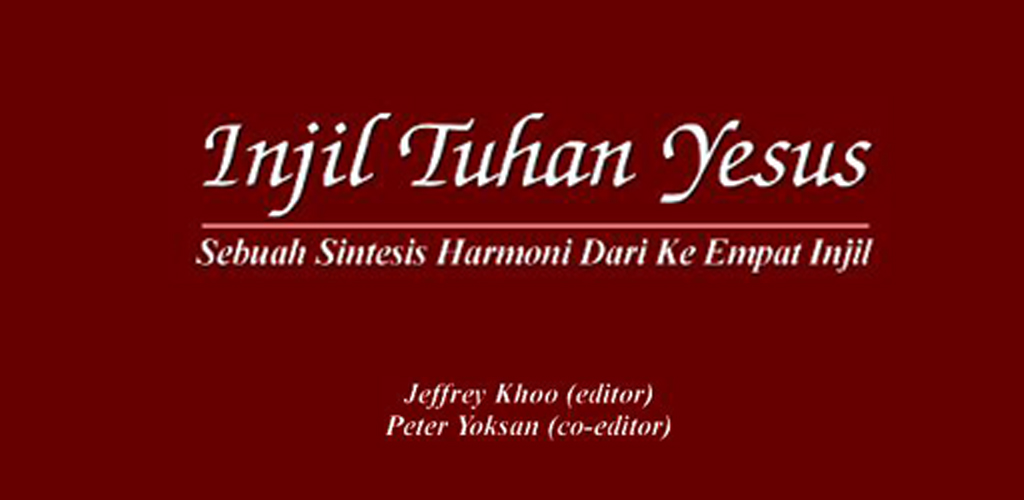 Injil Tuhan Yesus
Sebuah Sintesis Harmoni Dari Ke Empat Injil
Jeffrey Khoo (editor)
Peter Yoksan (co-editor)